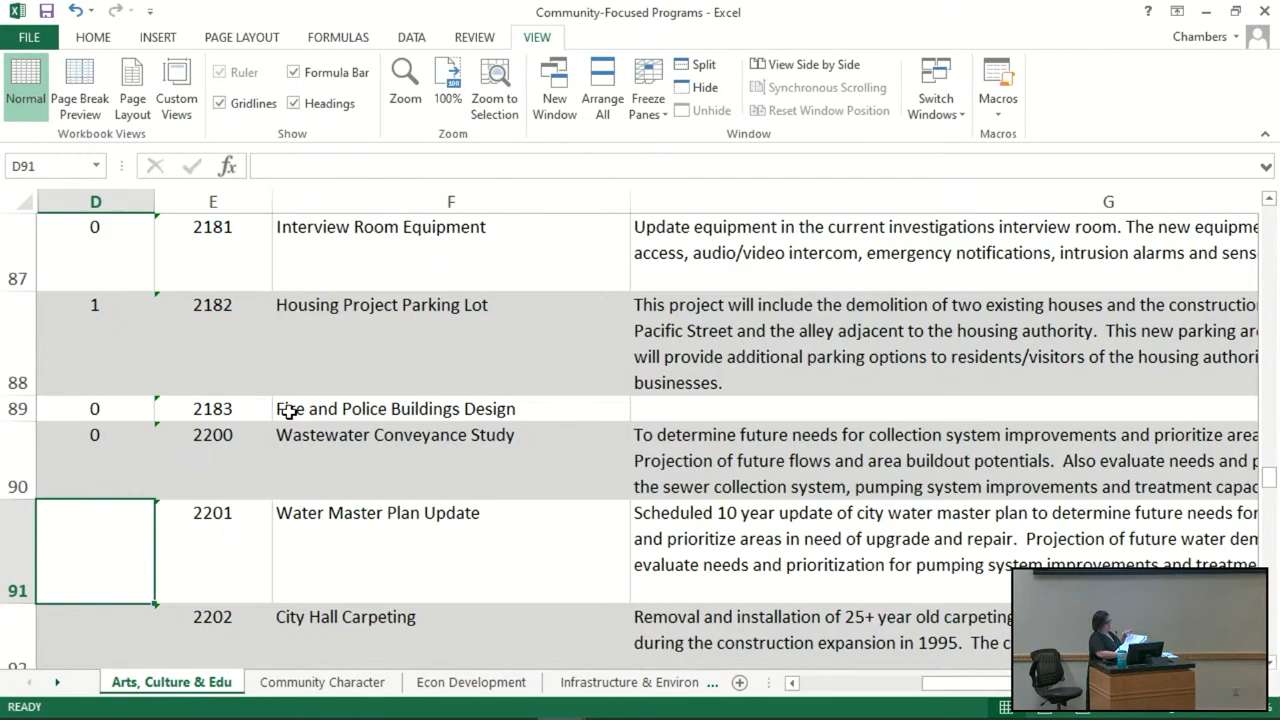 Community-Focused Programs - Excel
FILE HOME INSERT PAGE LAYOUT FORMULAS DATA REVIEW VIEW Chambers
Normal
Page Break Preview
Page Layout
Custom Views
Workbook Views
Ruler
Formula Bar
Gridlines
Headings
Show
Zoom
100%
Zoom to Selection
Zoom
New Window
Arrange All
Freeze Panes
Split
Hide
Unhide
View Side by Side
Synchronous Scrolling
Reset Window Position
Window
Switch Windows
Macros
Macros
D91 fx
D E F G
0 2181 Interview Room Equipment Update equipment in the current investigations interview room. The new equipme
access, audio/video intercom, emergency notifications, intrusion alarms and sens
87
1 2182 Housing Project Parking Lot This project will include the demolition of two existing houses and the constructio
Pacific Street and the alley adjacent to the housing authority. This new parking ar
will provide additional parking options to residents/visitors of the housing authori
88 businesses.
89 0 2183 Fire and Police Buildings Design
0 2200 Wastewater Conveyance Study To determine future needs for collection system improvements and prioritize area
Projection of future flows and area buildout potentials. Also evaluate needs and p
90 the sewer collection system, pumping system improvements and treatment capac
2201 Water Master Plan Update Scheduled 10 year update of city water master plan to determine future needs for
and prioritize areas in need of upgrade and repair. Projection of future water den
91 evaluate needs and prioritization for pumping system improvements and treatme
2202 City Hall Carpeting Removal and installation of 25+ year old carpeting
during the construction expansion in 1995. The c
Arts, Culture & Edu Community Character Econ Development Infrastructure & Environ ...
READY